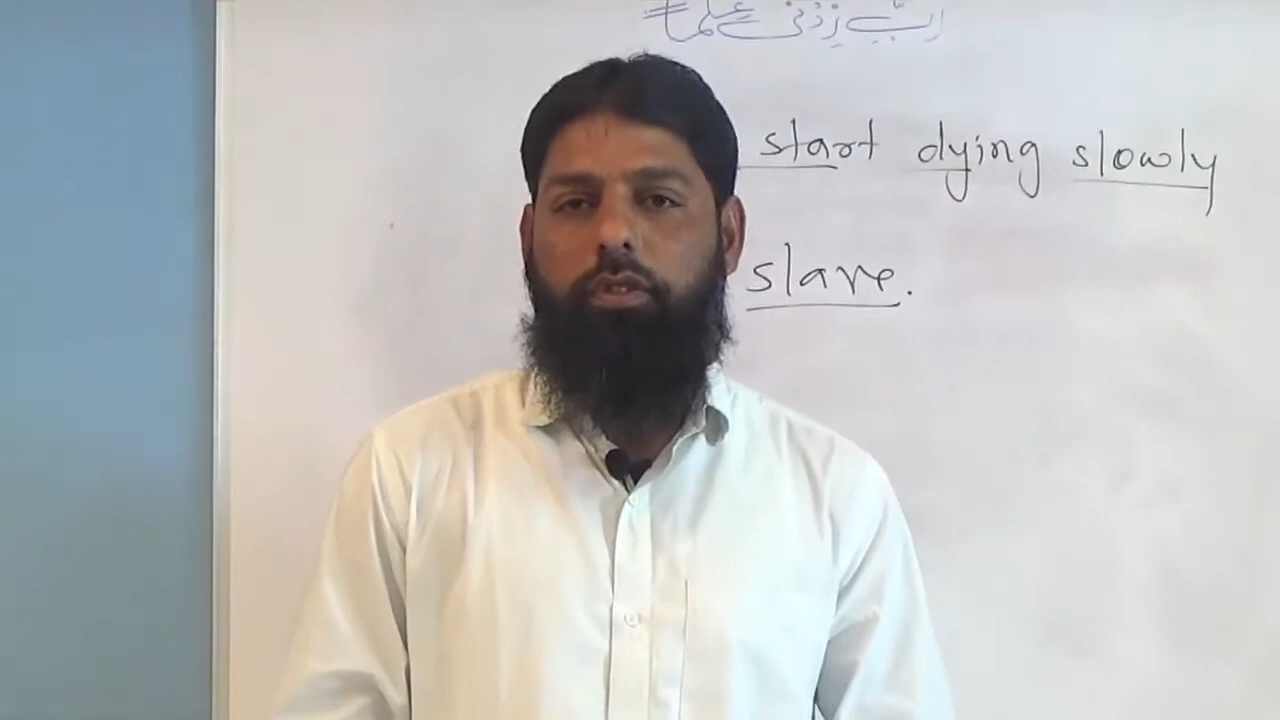 رَبِّ زِدْنِي عِلْمًا
start dying slowly
slave.